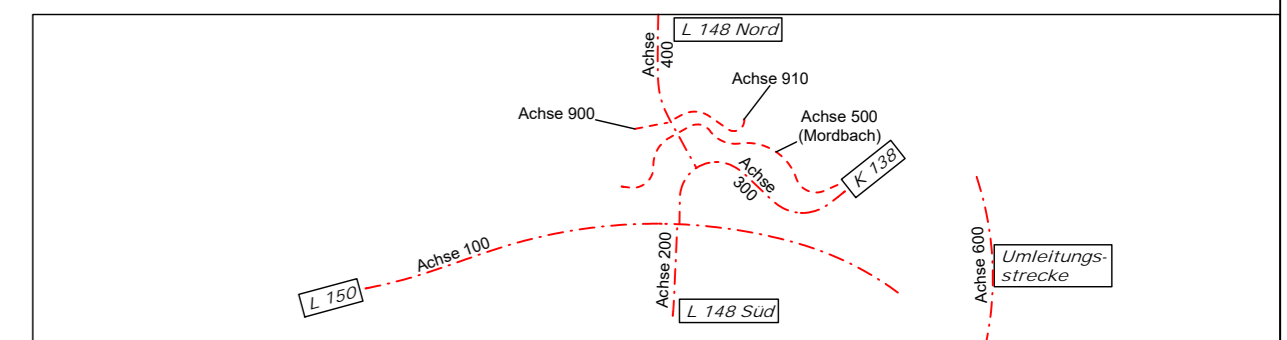 L 148 Nord
Achse
400
Achse 910
Achse 900
Achse 500
(Mordbach)
K 138
Achse
300
Achse 100
Achse 200
Achse 600
Umleitungs-
strecke
L 150
L 148 Süd